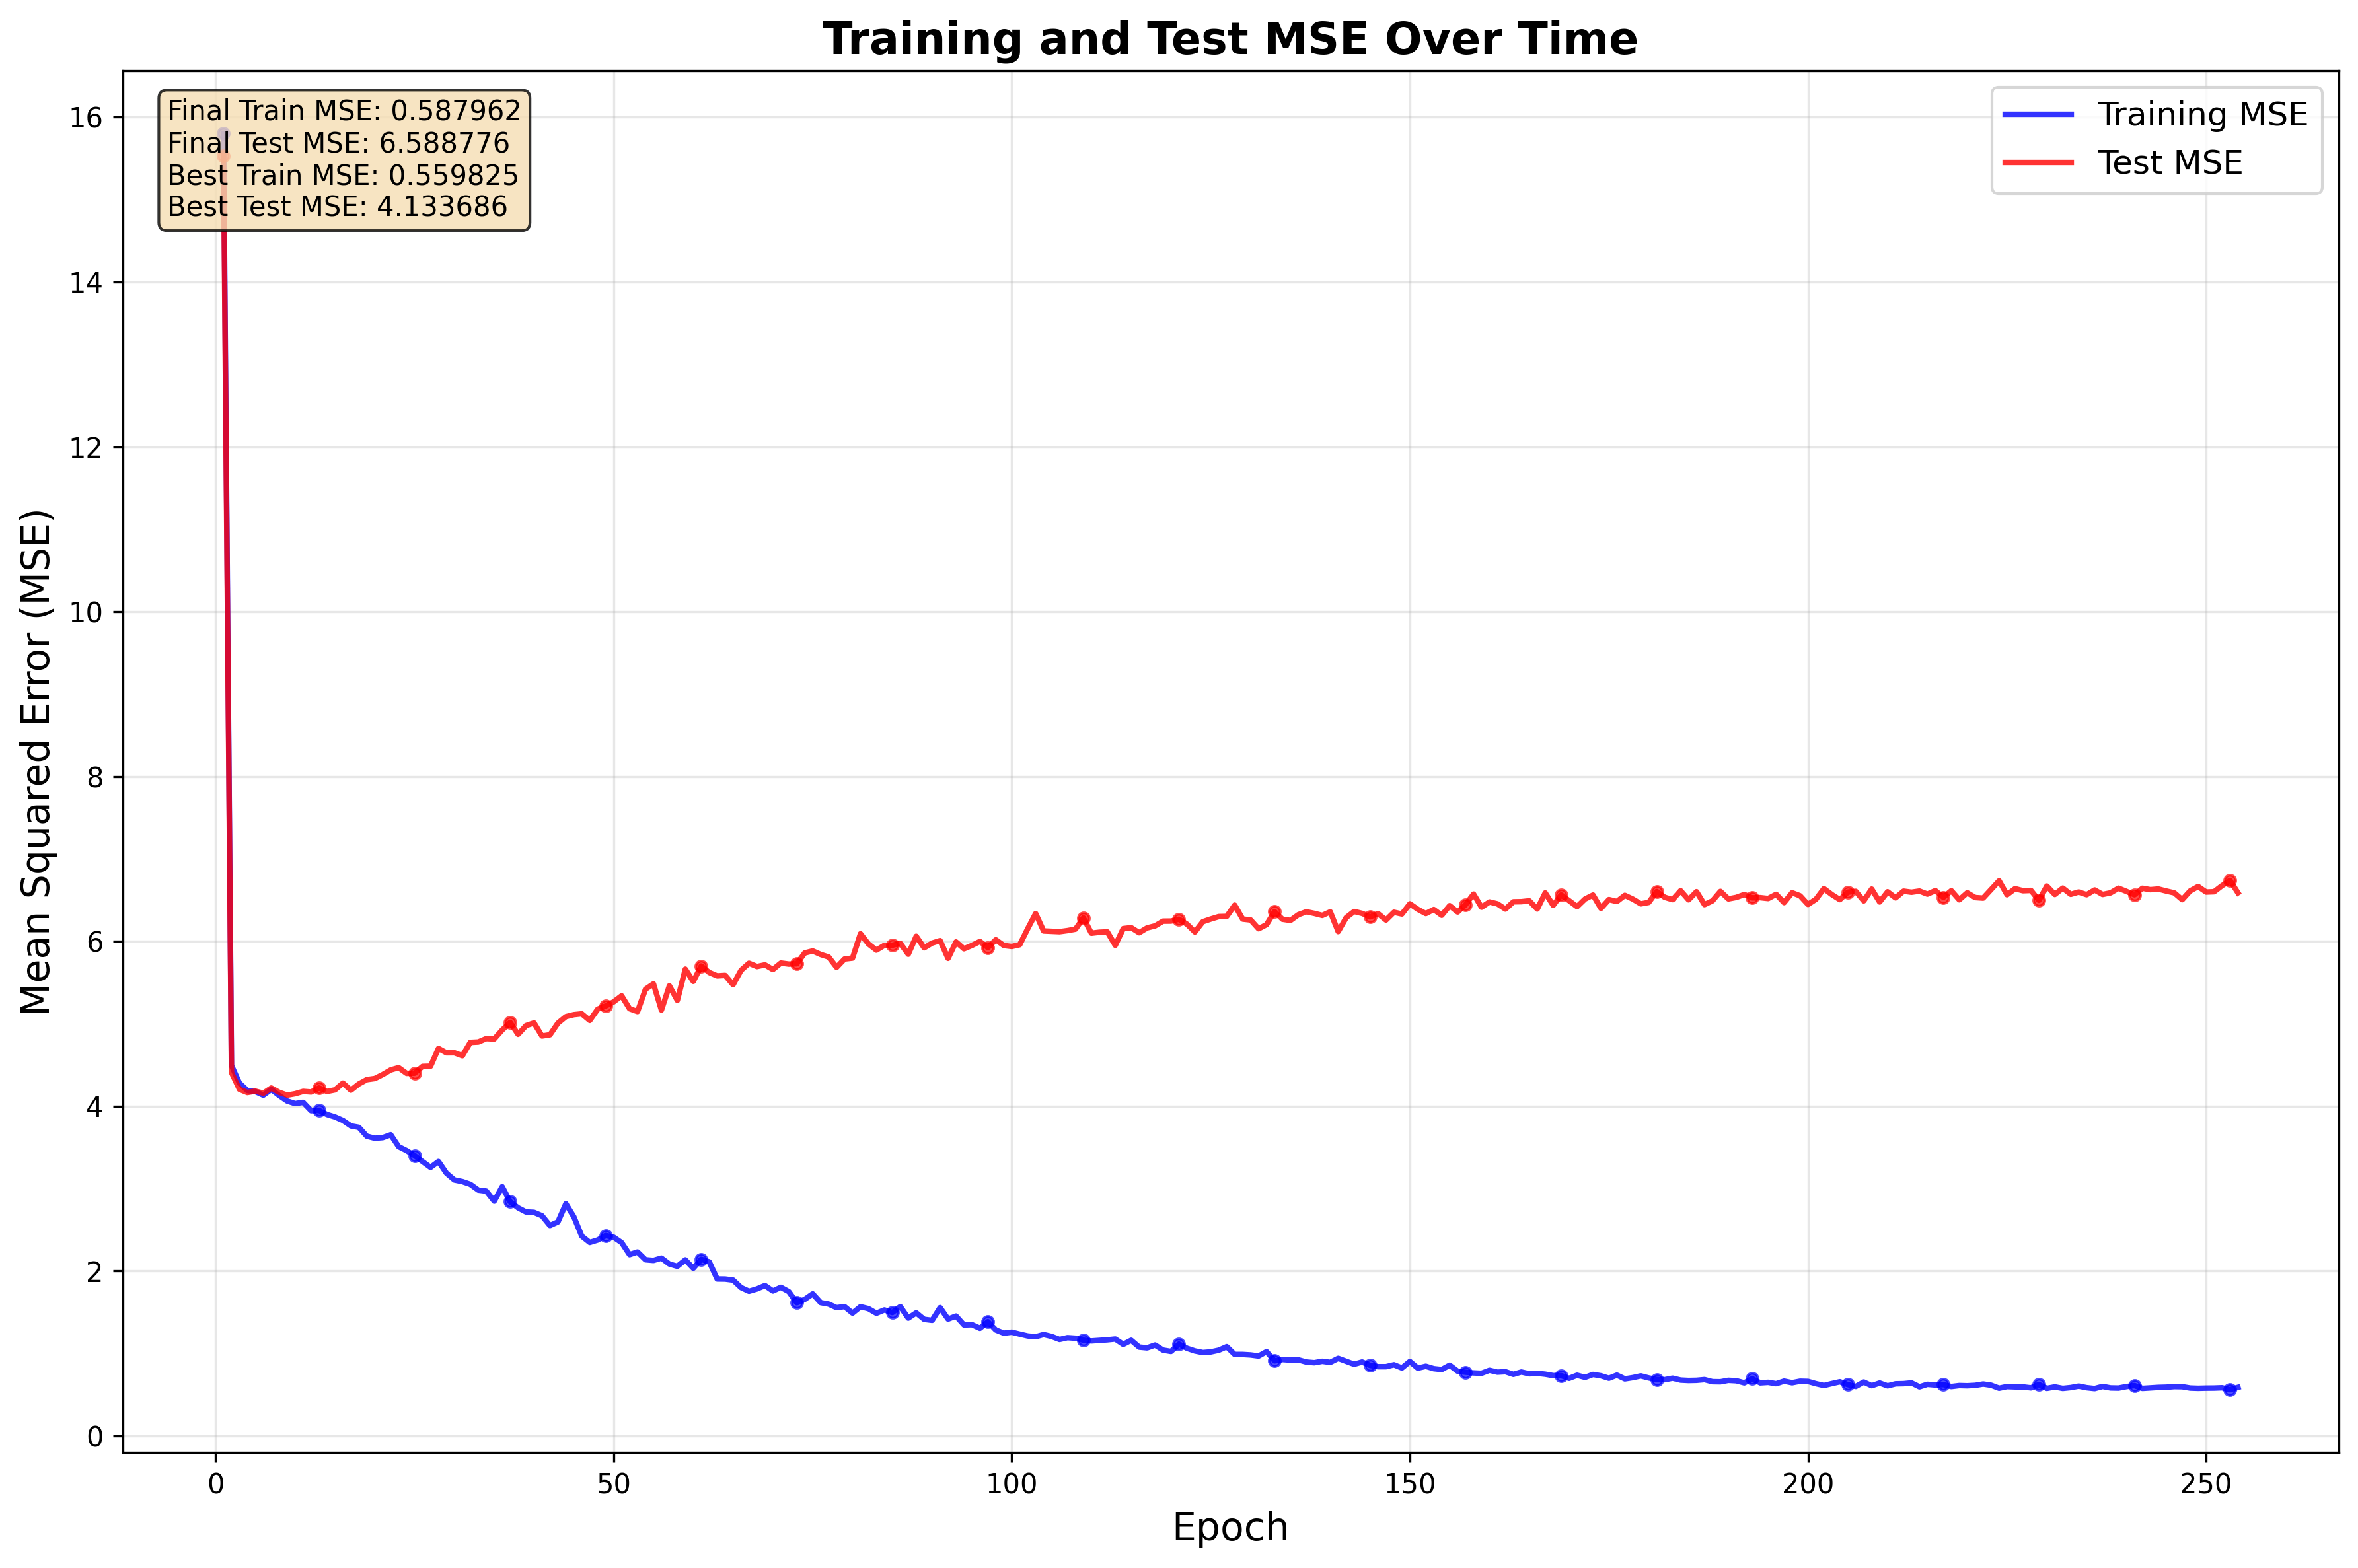 Training and Test MSE Over Time
Final Train MSE: 0.587962
Final Test MSE: 6.588776
Best Train MSE: 0.559825
Best Test MSE: 4.133686
Training MSE
Test MSE
Mean Squared Error (MSE)
16
14
12
10
8
6
4
2
0
0 50 100 150 200 250
Epoch